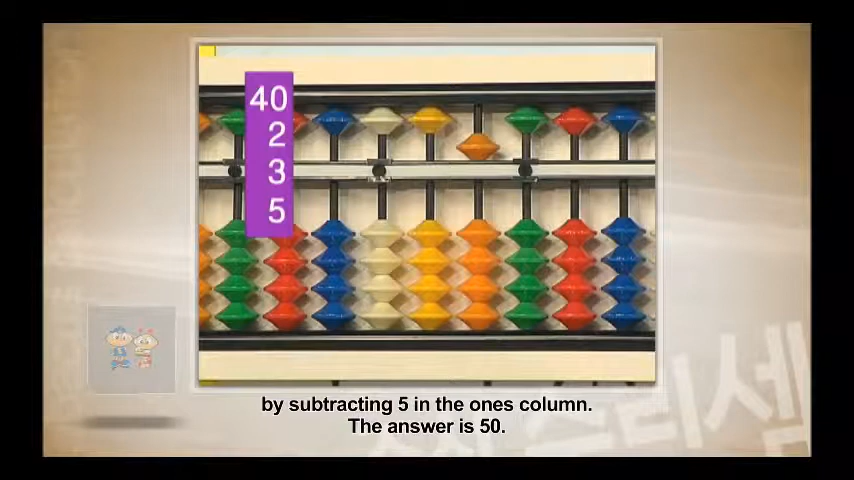 40
2
3
5
by subtracting 5 in the ones column.
The answer is 50.